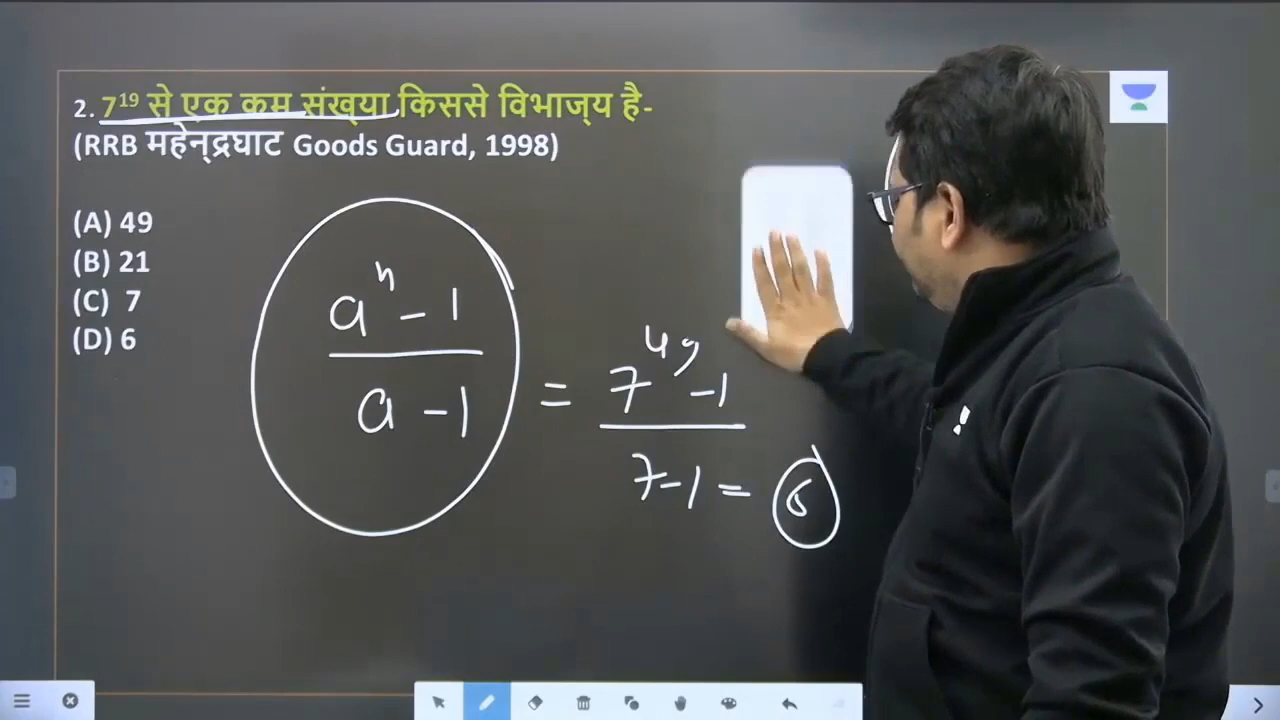 2. 7¹⁹ से एक कम संख्या किससे विभाज्य है-
(RRB महेन्द्रघाट Goods Guard, 1998)
(A) 49
(B) 21
(C) 7
(D) 6
aⁿ - 1
a - 1
=
7⁴⁹ - 1
7 - 1 = 6